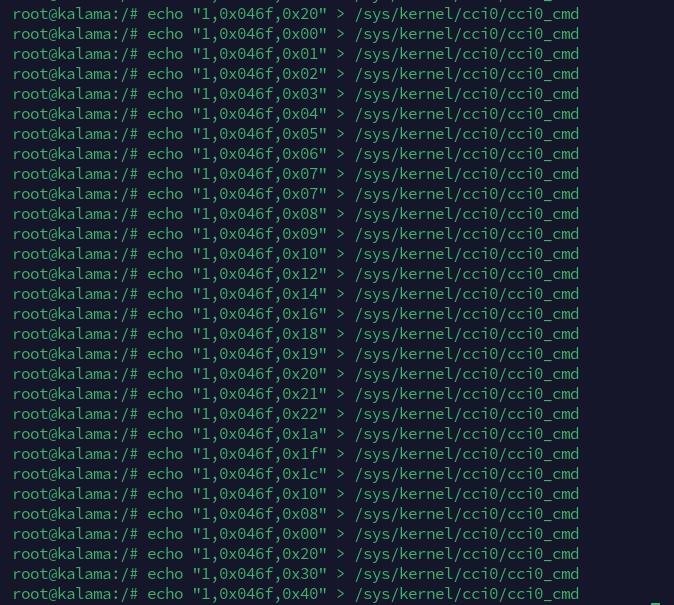 root@kalama:/# echo "1,0x046f,0x20" > /sys/kernel/cci0/cci0_cmd
root@kalama:/# echo "1,0x046f,0x00" > /sys/kernel/cci0/cci0_cmd
root@kalama:/# echo "1,0x046f,0x01" > /sys/kernel/cci0/cci0_cmd
root@kalama:/# echo "1,0x046f,0x02" > /sys/kernel/cci0/cci0_cmd
root@kalama:/# echo "1,0x046f,0x03" > /sys/kernel/cci0/cci0_cmd
root@kalama:/# echo "1,0x046f,0x04" > /sys/kernel/cci0/cci0_cmd
root@kalama:/# echo "1,0x046f,0x05" > /sys/kernel/cci0/cci0_cmd
root@kalama:/# echo "1,0x046f,0x06" > /sys/kernel/cci0/cci0_cmd
root@kalama:/# echo "1,0x046f,0x07" > /sys/kernel/cci0/cci0_cmd
root@kalama:/# echo "1,0x046f,0x07" > /sys/kernel/cci0/cci0_cmd
root@kalama:/# echo "1,0x046f,0x08" > /sys/kernel/cci0/cci0_cmd
root@kalama:/# echo "1,0x046f,0x09" > /sys/kernel/cci0/cci0_cmd
root@kalama:/# echo "1,0x046f,0x10" > /sys/kernel/cci0/cci0_cmd
root@kalama:/# echo "1,0x046f,0x12" > /sys/kernel/cci0/cci0_cmd
root@kalama:/# echo "1,0x046f,0x14" > /sys/kernel/cci0/cci0_cmd
root@kalama:/# echo "1,0x046f,0x16" > /sys/kernel/cci0/cci0_cmd
root@kalama:/# echo "1,0x046f,0x18" > /sys/kernel/cci0/cci0_cmd
root@kalama:/# echo "1,0x046f,0x19" > /sys/kernel/cci0/cci0_cmd
root@kalama:/# echo "1,0x046f,0x20" > /sys/kernel/cci0/cci0_cmd
root@kalama:/# echo "1,0x046f,0x21" > /sys/kernel/cci0/cci0_cmd
root@kalama:/# echo "1,0x046f,0x22" > /sys/kernel/cci0/cci0_cmd
root@kalama:/# echo "1,0x046f,0x1a" > /sys/kernel/cci0/cci0_cmd
root@kalama:/# echo "1,0x046f,0x1f" > /sys/kernel/cci0/cci0_cmd
root@kalama:/# echo "1,0x046f,0x1c" > /sys/kernel/cci0/cci0_cmd
root@kalama:/# echo "1,0x046f,0x10" > /sys/kernel/cci0/cci0_cmd
root@kalama:/# echo "1,0x046f,0x08" > /sys/kernel/cci0/cci0_cmd
root@kalama:/# echo "1,0x046f,0x00" > /sys/kernel/cci0/cci0_cmd
root@kalama:/# echo "1,0x046f,0x20" > /sys/kernel/cci0/cci0_cmd
root@kalama:/# echo "1,0x046f,0x30" > /sys/kernel/cci0/cci0_cmd
root@kalama:/# echo "1,0x046f,0x40" > /sys/kernel/cci0/cci0_cmd